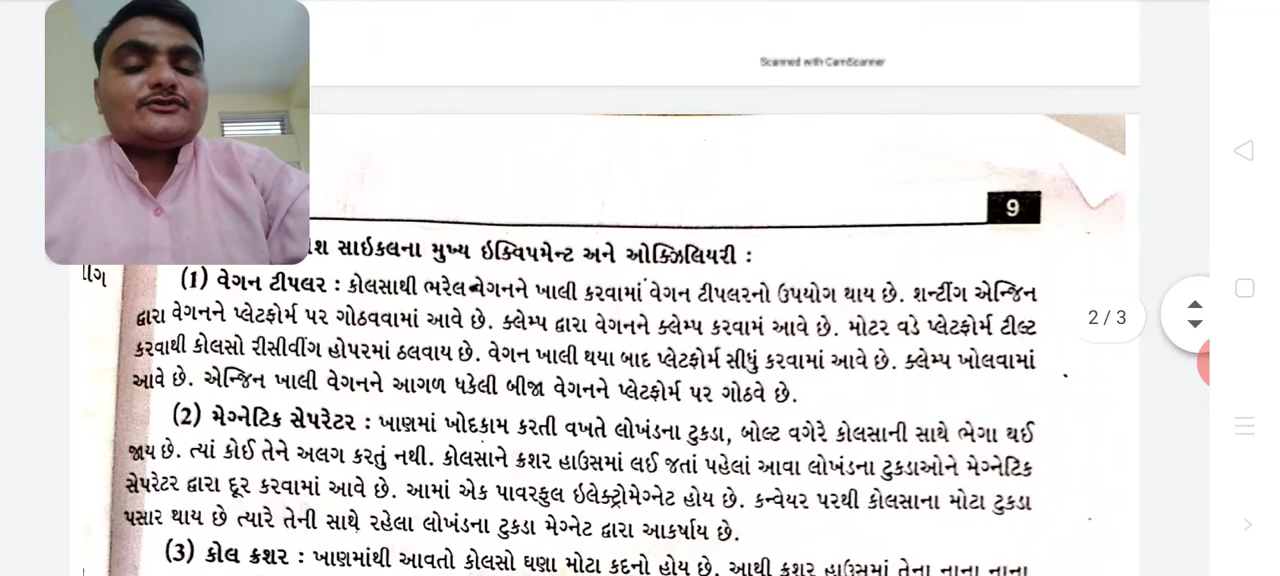 Scanned with CamScanner
9
સાઇકલના મુખ્ય ઇક્વિપમેન્ટ અને ઓક્ઝિલિયરી :
(1) વેગન ટીપલર : કોલસાથી ભરેલ વેગનને ખાલી કરવામાં વેગન ટીપલરનો ઉપયોગ થાય છે. શન્ટીંગ એન્જિન
દ્વારા વેગનને પ્લેટફોર્મ પર ગોઠવવામાં આવે છે. ક્લેમ્પ દ્વારા વેગનને ક્લેમ્પ કરવામં આવે છે. મોટર વડે પ્લેટફોર્મ ટીલ્ટ
2 / 3
કરવાથી કોલસો રીસીવીંગ હોપરમાં ઠલવાય છે. વેગન ખાલી થયા બાદ પ્લેટફોર્મ સીધું કરવામાં આવે છે. ક્લેમ્પ ખોલવામાં
આવે છે. એન્જિન ખાલી વેગનને આગળ ધકેલી બીજા વેગનને પ્લેટફોર્મ પર ગોઠવે છે.
(2) મેગ્નેટિક સેપરેટર : ખાણમાં ખોદકામ કરતી વખતે લોખંડના ટુકડા, બોલ્ટ વગેરે કોલસાની સાથે ભેગા થઈ
જાય છે. ત્યાં કોઈ તેને અલગ કરતું નથી. કોલસાને ક્રશર હાઉસમાં લઈ જતાં પહેલાં આવા લોખંડના ટુકડાઓને મેગ્નેટિક
સેપરેટર દ્વારા દૂર કરવામાં આવે છે. આમાં એક પાવરફુલ ઇલેક્ટ્રોમેગ્નેટ હોય છે. કન્વેયર પરથી કોલસાના મોટા ટુકડા
પસાર થાય છે ત્યારે તેની સાથે રહેલા લોખંડના ટુકડા મેગ્નેટ દ્વારા આકર્ષાય છે.
(3) કોલ ક્રશર : ખાણમાંથી આવતો કોલસો ઘણા મોટા કદનો હોય છે. આથી ક્રશર હાઉસમાં તેના નાના નાના